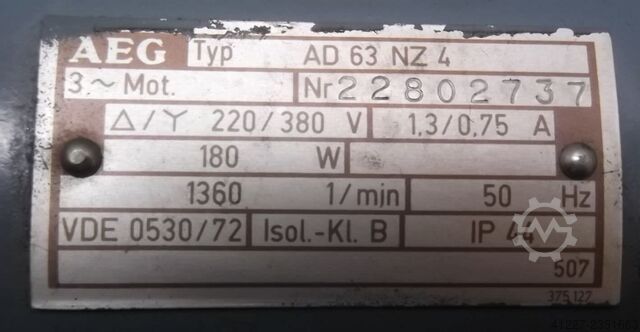 AEG Typ AD 63 NZ 4
3~ Mot. Nr 22802737
Δ/Y 220/380 V 1,3/0,75 A
180 W
1360 1/min 50 Hz
VDE 0530/72 Isol.-Kl. B IP 44
507
375 127